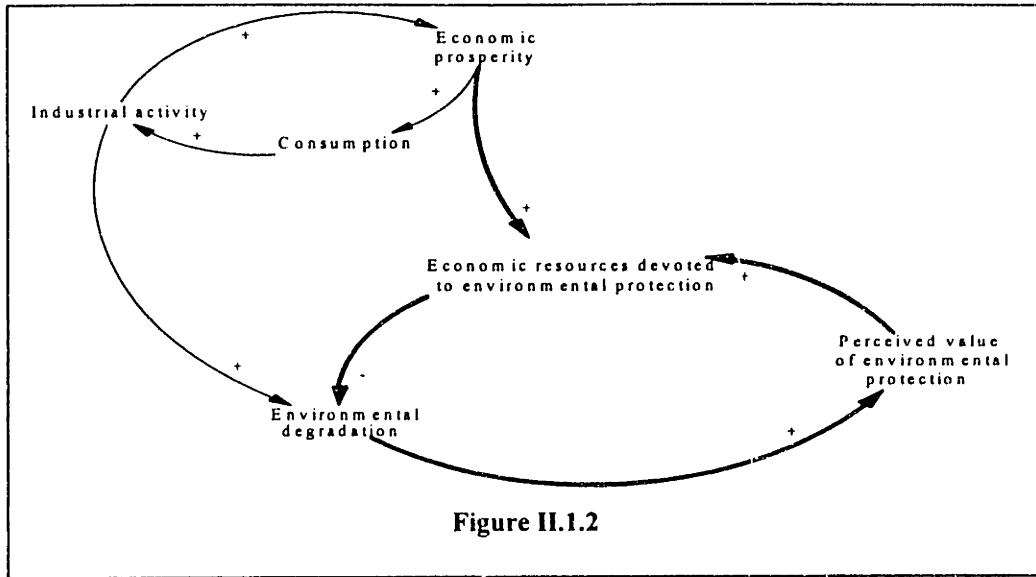 +
Economic
prosperity
+
Industrial activity
+
Consumption
+
Economic resources devoted
to environmental protection
+
Perceived value
of environmental
protection
+
-
Environmental
degradation
+
Figure II.1.2